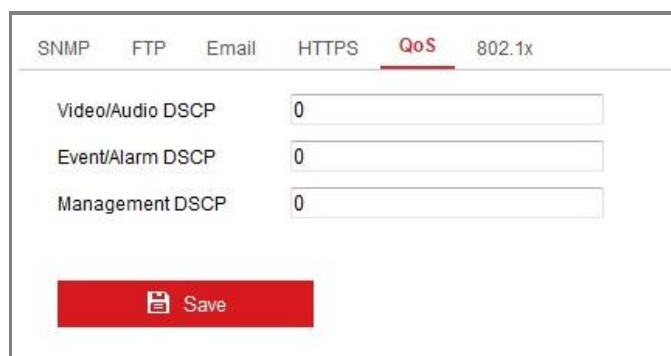 SNMP FTP Email HTTPS QoS 802.1x
Video/Audio DSCP 0
Event/Alarm DSCP 0
Management DSCP 0
Save